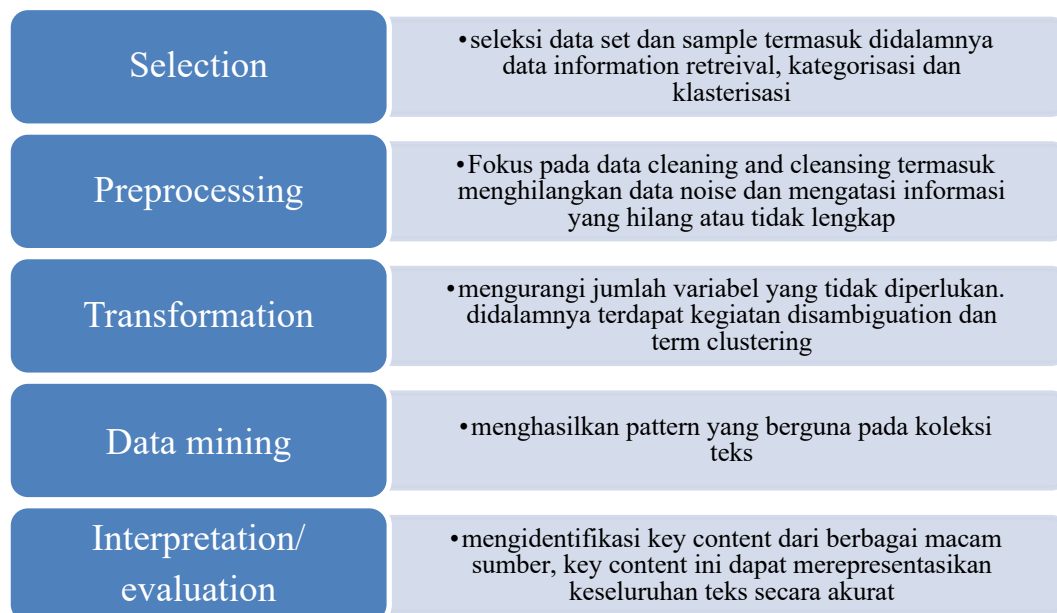 Selection
•seleksi data set dan sample termasuk didalamnya
data information retreival, kategorisasi dan
klasterisasi
Preprocessing
•Fokus pada data cleaning and cleansing termasuk
menghilangkan data noise dan mengatasi informasi
yang hilang atau tidak lengkap
Transformation
•mengurangi jumlah variabel yang tidak diperlukan.
didalamnya terdapat kegiatan disambiguation dan
term clustering
Data mining
•menghasilkan pattern yang berguna pada koleksi
teks
Interpretation/
evaluation
•mengidentifikasi key content dari berbagai macam
sumber, key content ini dapat merepresentasikan
keseluruhan teks secara akurat